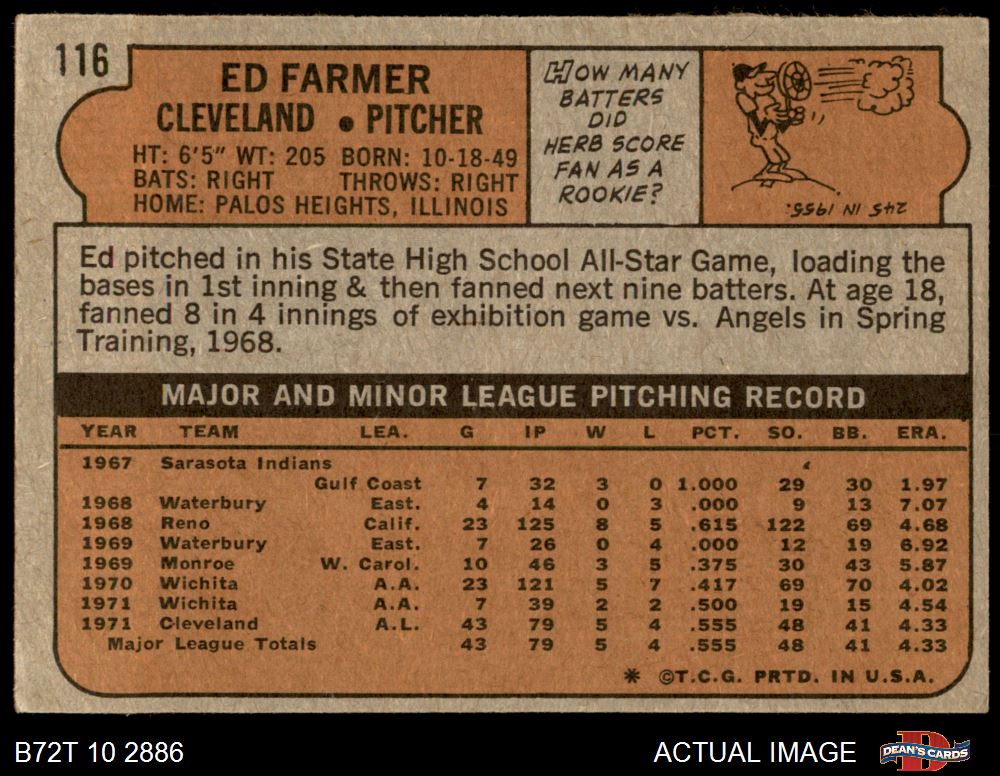 116
ED FARMER
CLEVELAND • PITCHER
HT: 6'5" WT: 205 BORN: 10-18-49
BATS: RIGHT THROWS: RIGHT
HOME: PALOS HEIGHTS, ILLINOIS
HOW MANY
BATTERS
DID
HERB SCORE
FAN AS A
ROOKIE?
245 IN 1955.
Ed pitched in his State High School All-Star Game, loading the
bases in 1st inning & then fanned next nine batters. At age 18,
fanned 8 in 4 innings of exhibition game vs. Angels in Spring
Training, 1968.
MAJOR AND MINOR LEAGUE PITCHING RECORD
YEAR TEAM LEA. G IP W L PCT. SO. BB. ERA.
1967 Sarasota Indians
Gulf Coast 7 32 3 0 1.000 29 30 1.97
1968 Waterbury East. 4 14 0 3 .000 9 13 7.07
1968 Reno Calif. 23 125 8 5 .615 122 69 4.68
1969 Waterbury East. 7 26 0 4 .000 12 19 6.92
1969 Monroe W. Carol. 10 46 3 5 .375 30 43 5.87
1970 Wichita A.A. 23 121 5 7 .417 69 70 4.02
1971 Wichita A.A. 7 39 2 2 .500 19 15 4.54
1971 Cleveland A.L. 43 79 5 4 .555 48 41 4.33
Major League Totals 43 79 5 4 .555 48 41 4.33
* ©T.C.G. PRTD. IN U.S.A.
B72T 10 2886 ACTUAL IMAGE DEAN'S CARDS